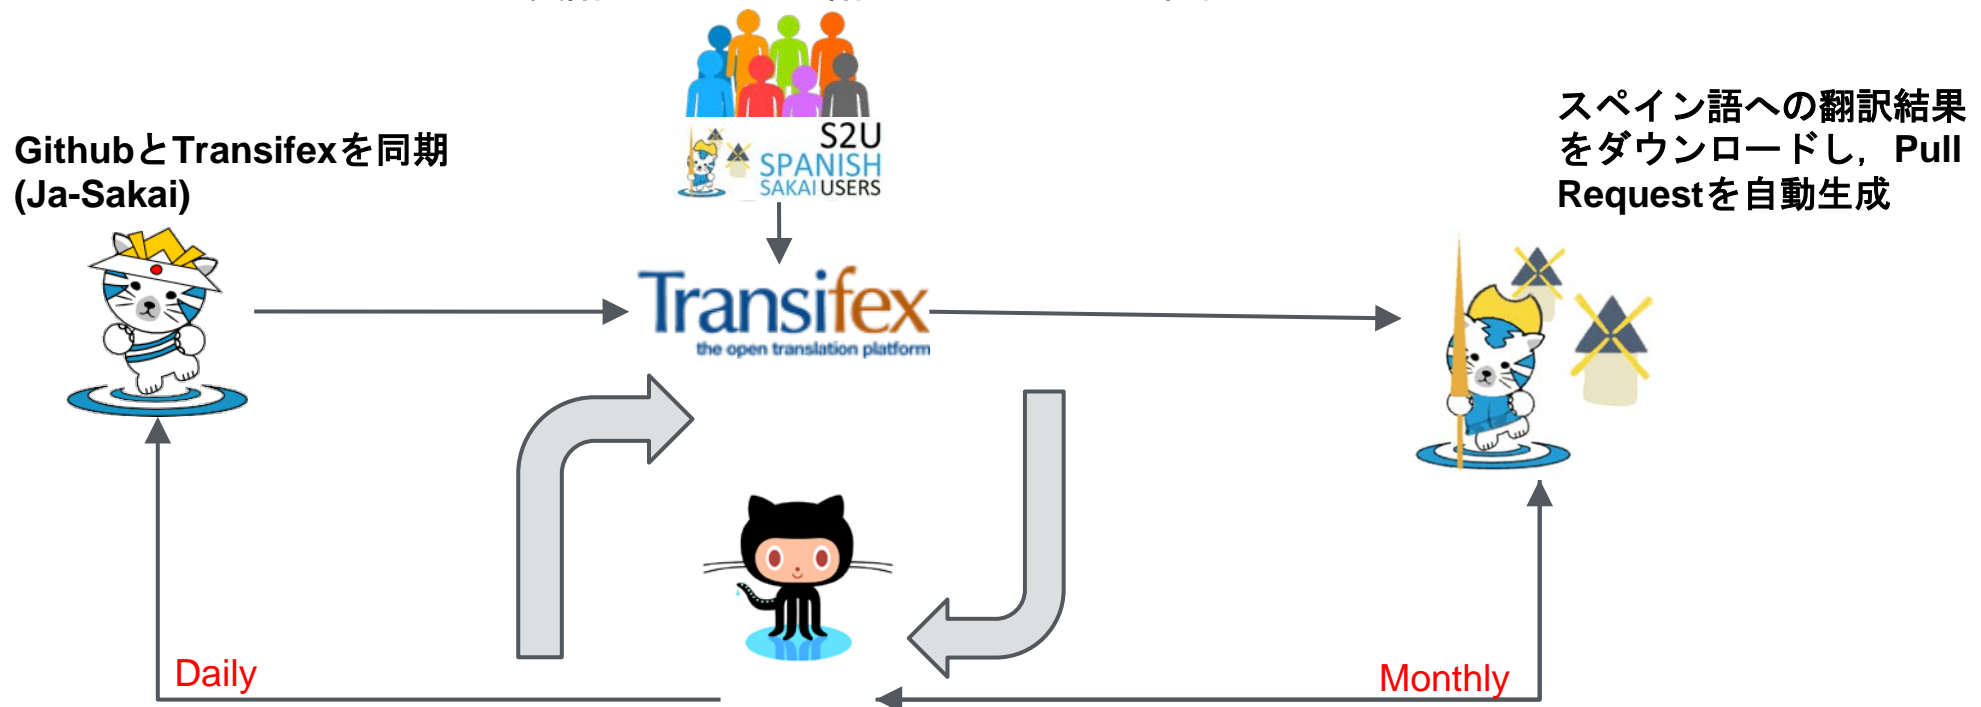 S2U
SPANISH
SAKAI USERS
GithubとTransifexを同期
(Ja-Sakai)
スペイン語への翻訳結果
をダウンロードし，Pull
Requestを自動生成
Transifex
the open translation platform
Daily
Monthly